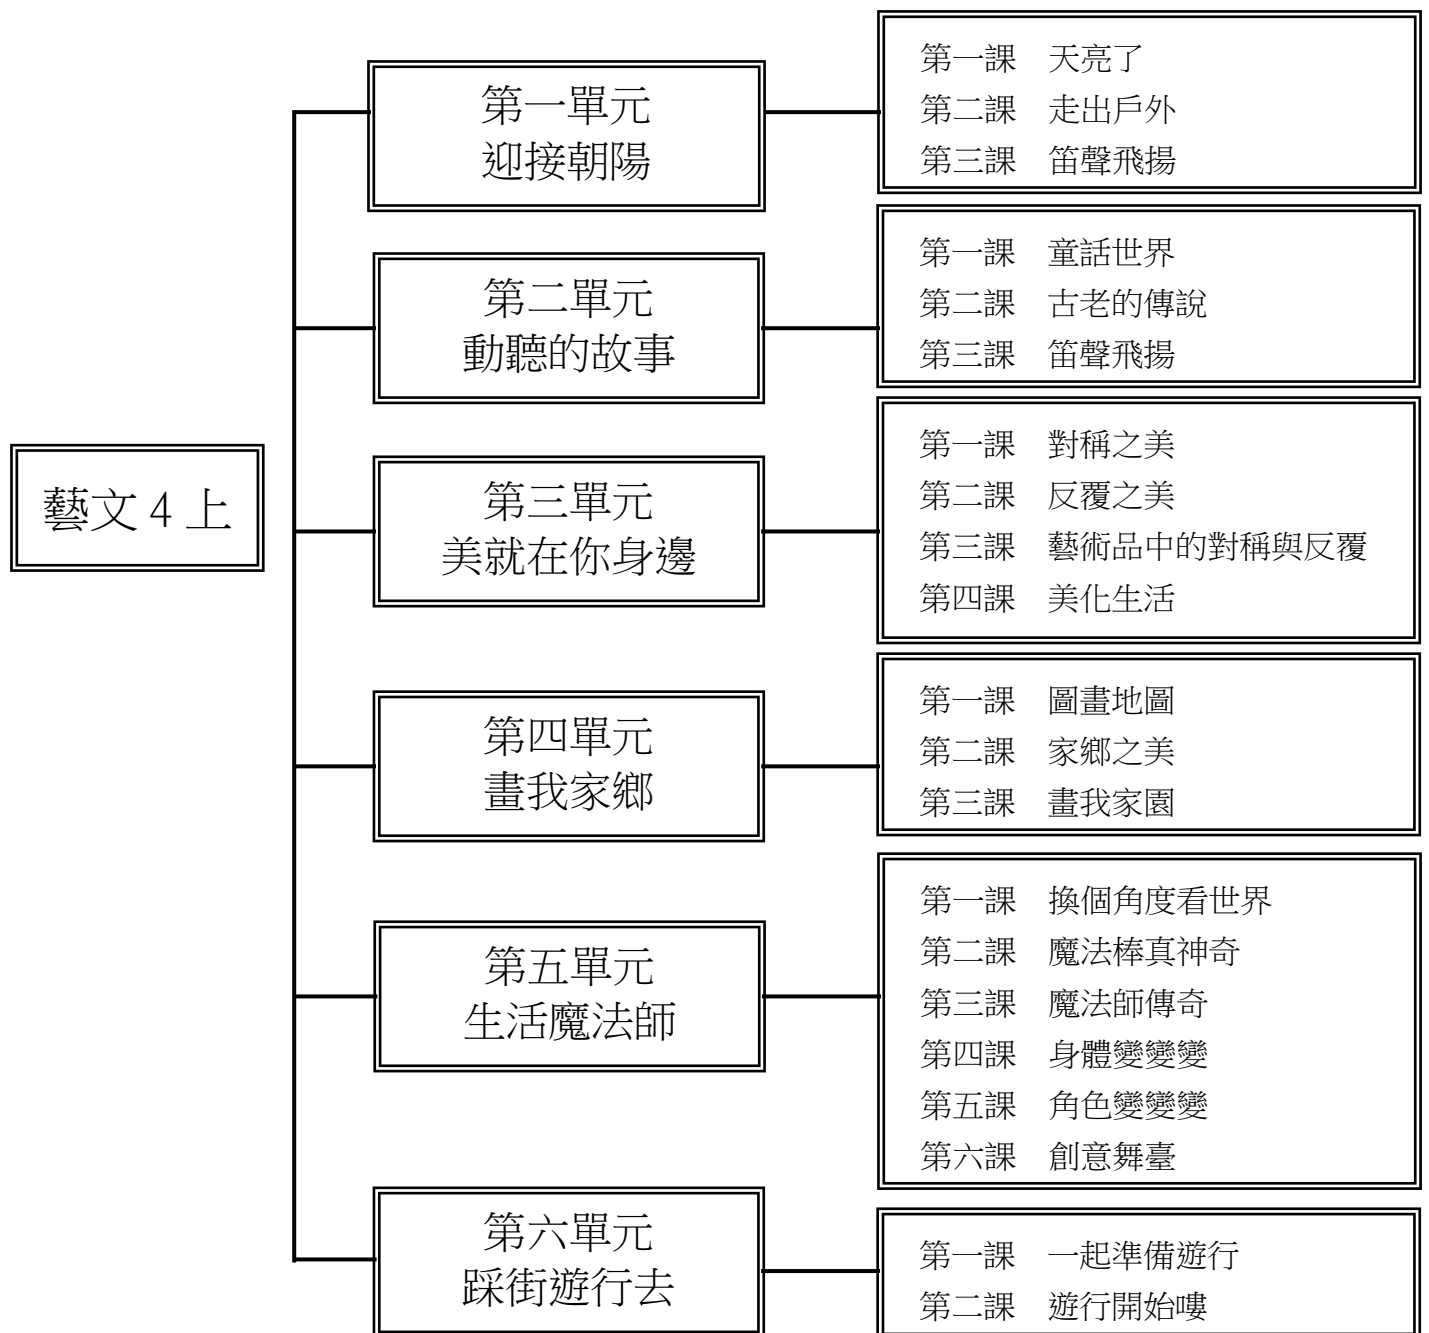 藝文 4 上
第一單元
迎接朝陽
第一課　天亮了
第二課　走出戶外
第三課　笛聲飛揚
第二單元
動聽的故事
第一課　童話世界
第二課　古老的傳說
第三課　笛聲飛揚
第三單元
美就在你身邊
第一課　對稱之美
第二課　反覆之美
第三課　藝術品中的對稱與反覆
第四課　美化生活
第四單元
畫我家鄉
第一課　圖畫地圖
第二課　家鄉之美
第三課　畫我家園
第五單元
生活魔法師
第一課　換個角度看世界
第二課　魔法棒真神奇
第三課　魔法師傳奇
第四課　身體變變變
第五課　角色變變變
第六課　創意舞臺
第六單元
踩街遊行去
第一課　一起準備遊行
第二課　遊行開始嘍